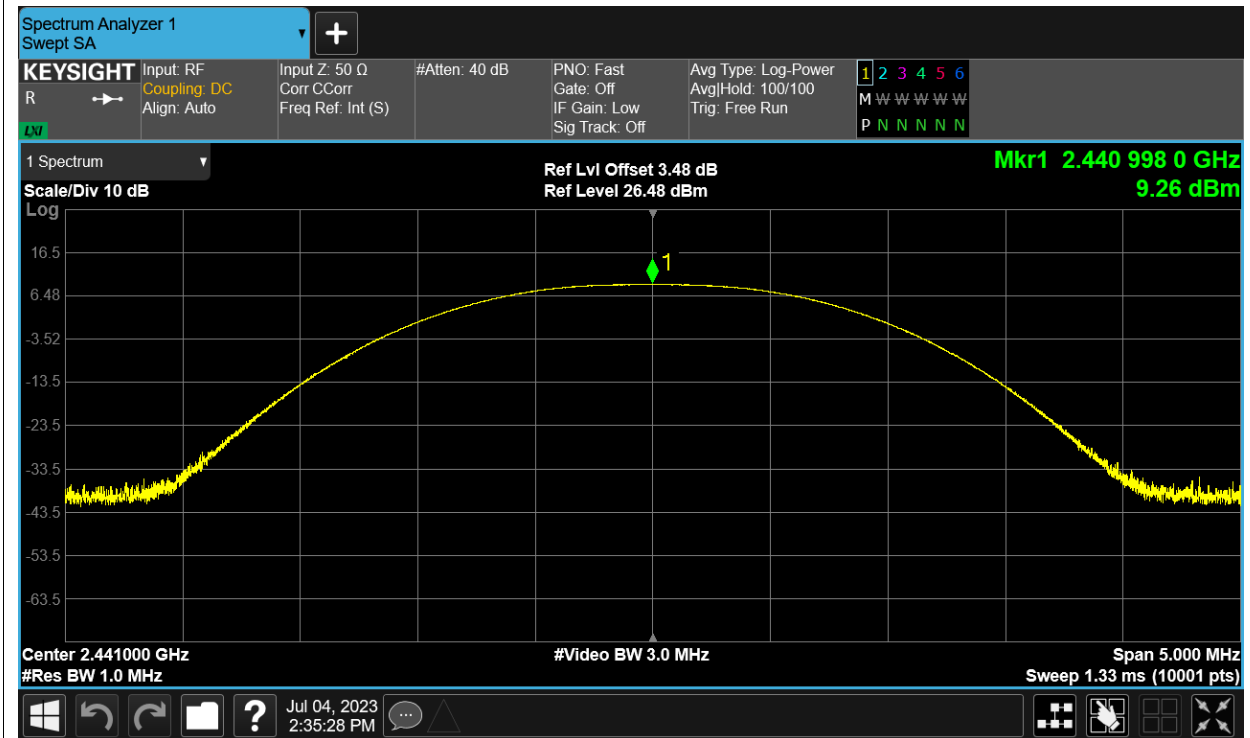 Spectrum Analyzer 1
Swept SA
KEYSIGHT
R
LXI
Input: RF
Coupling: DC
Align: Auto
Input Z: 50 Ω
Corr CCorr
Freq Ref: Int (S)
#Atten: 40 dB
PNO: Fast
Gate: Off
IF Gain: Low
Sig Track: Off
Avg Type: Log-Power
Avg|Hold: 100/100
Trig: Free Run
1 2 3 4 5 6
M W W W W W
P N N N N N
1 Spectrum
Scale/Div 10 dB
Log
Ref Lvl Offset 3.48 dB
Ref Level 26.48 dBm
Mkr1 2.440 998 0 GHz
9.26 dBm
1
16.5
6.48
-3.52
-13.5
-23.5
-33.5
-43.5
-53.5
-63.5
Center 2.441000 GHz
#Res BW 1.0 MHz
#Video BW 3.0 MHz
Span 5.000 MHz
Sweep 1.33 ms (10001 pts)
?
Jul 04, 2023
2:35:28 PM